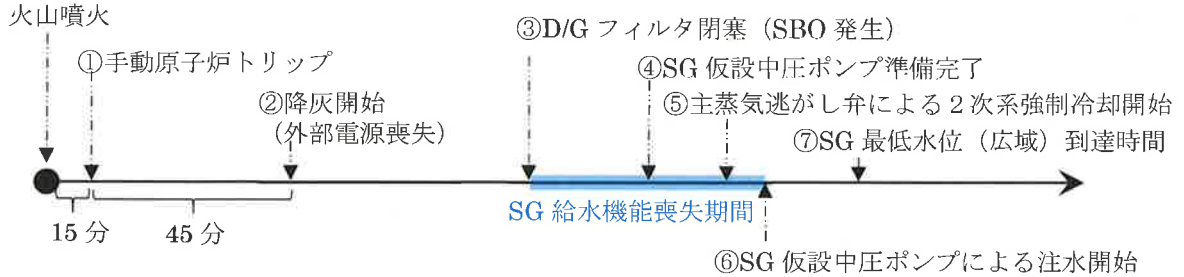 火山噴火
①手動原子炉トリップ
②降灰開始
(外部電源喪失)
③D/G フィルタ閉塞（SBO 発生）
④SG 仮設中圧ポンプ準備完了
⑤主蒸気逃がし弁による２次系強制冷却開始
⑦SG 最低水位（広域）到達時間
15 分
45 分
SG 給水機能喪失期間
⑥SG 仮設中圧ポンプによる注水開始